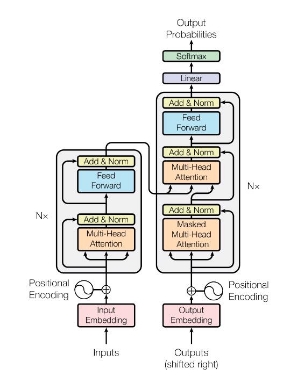 Output
Probabilities
Softmax
Linear
Add & Norm
Feed
Forward
Add & Norm
Multi-Head
Attention
Add & Norm
Masked
Multi-Head
Attention
Nx
Positional
Encoding
Output
Embedding
Outputs
(shifted right)
Add & Norm
Feed
Forward
Add & Norm
Multi-Head
Attention
Nx
Positional
Encoding
Input
Embedding
Inputs